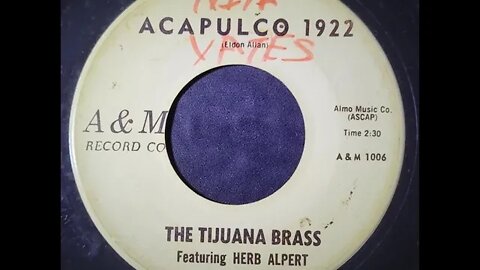 ACAPULCO 1922
(Eldon Allan)
YATES
A & M
RECORD CO
Almo Music Co.
(ASCAP)
Time 2:30
A & M 1006
THE TIJUANA BRASS
Featuring HERB ALPERT